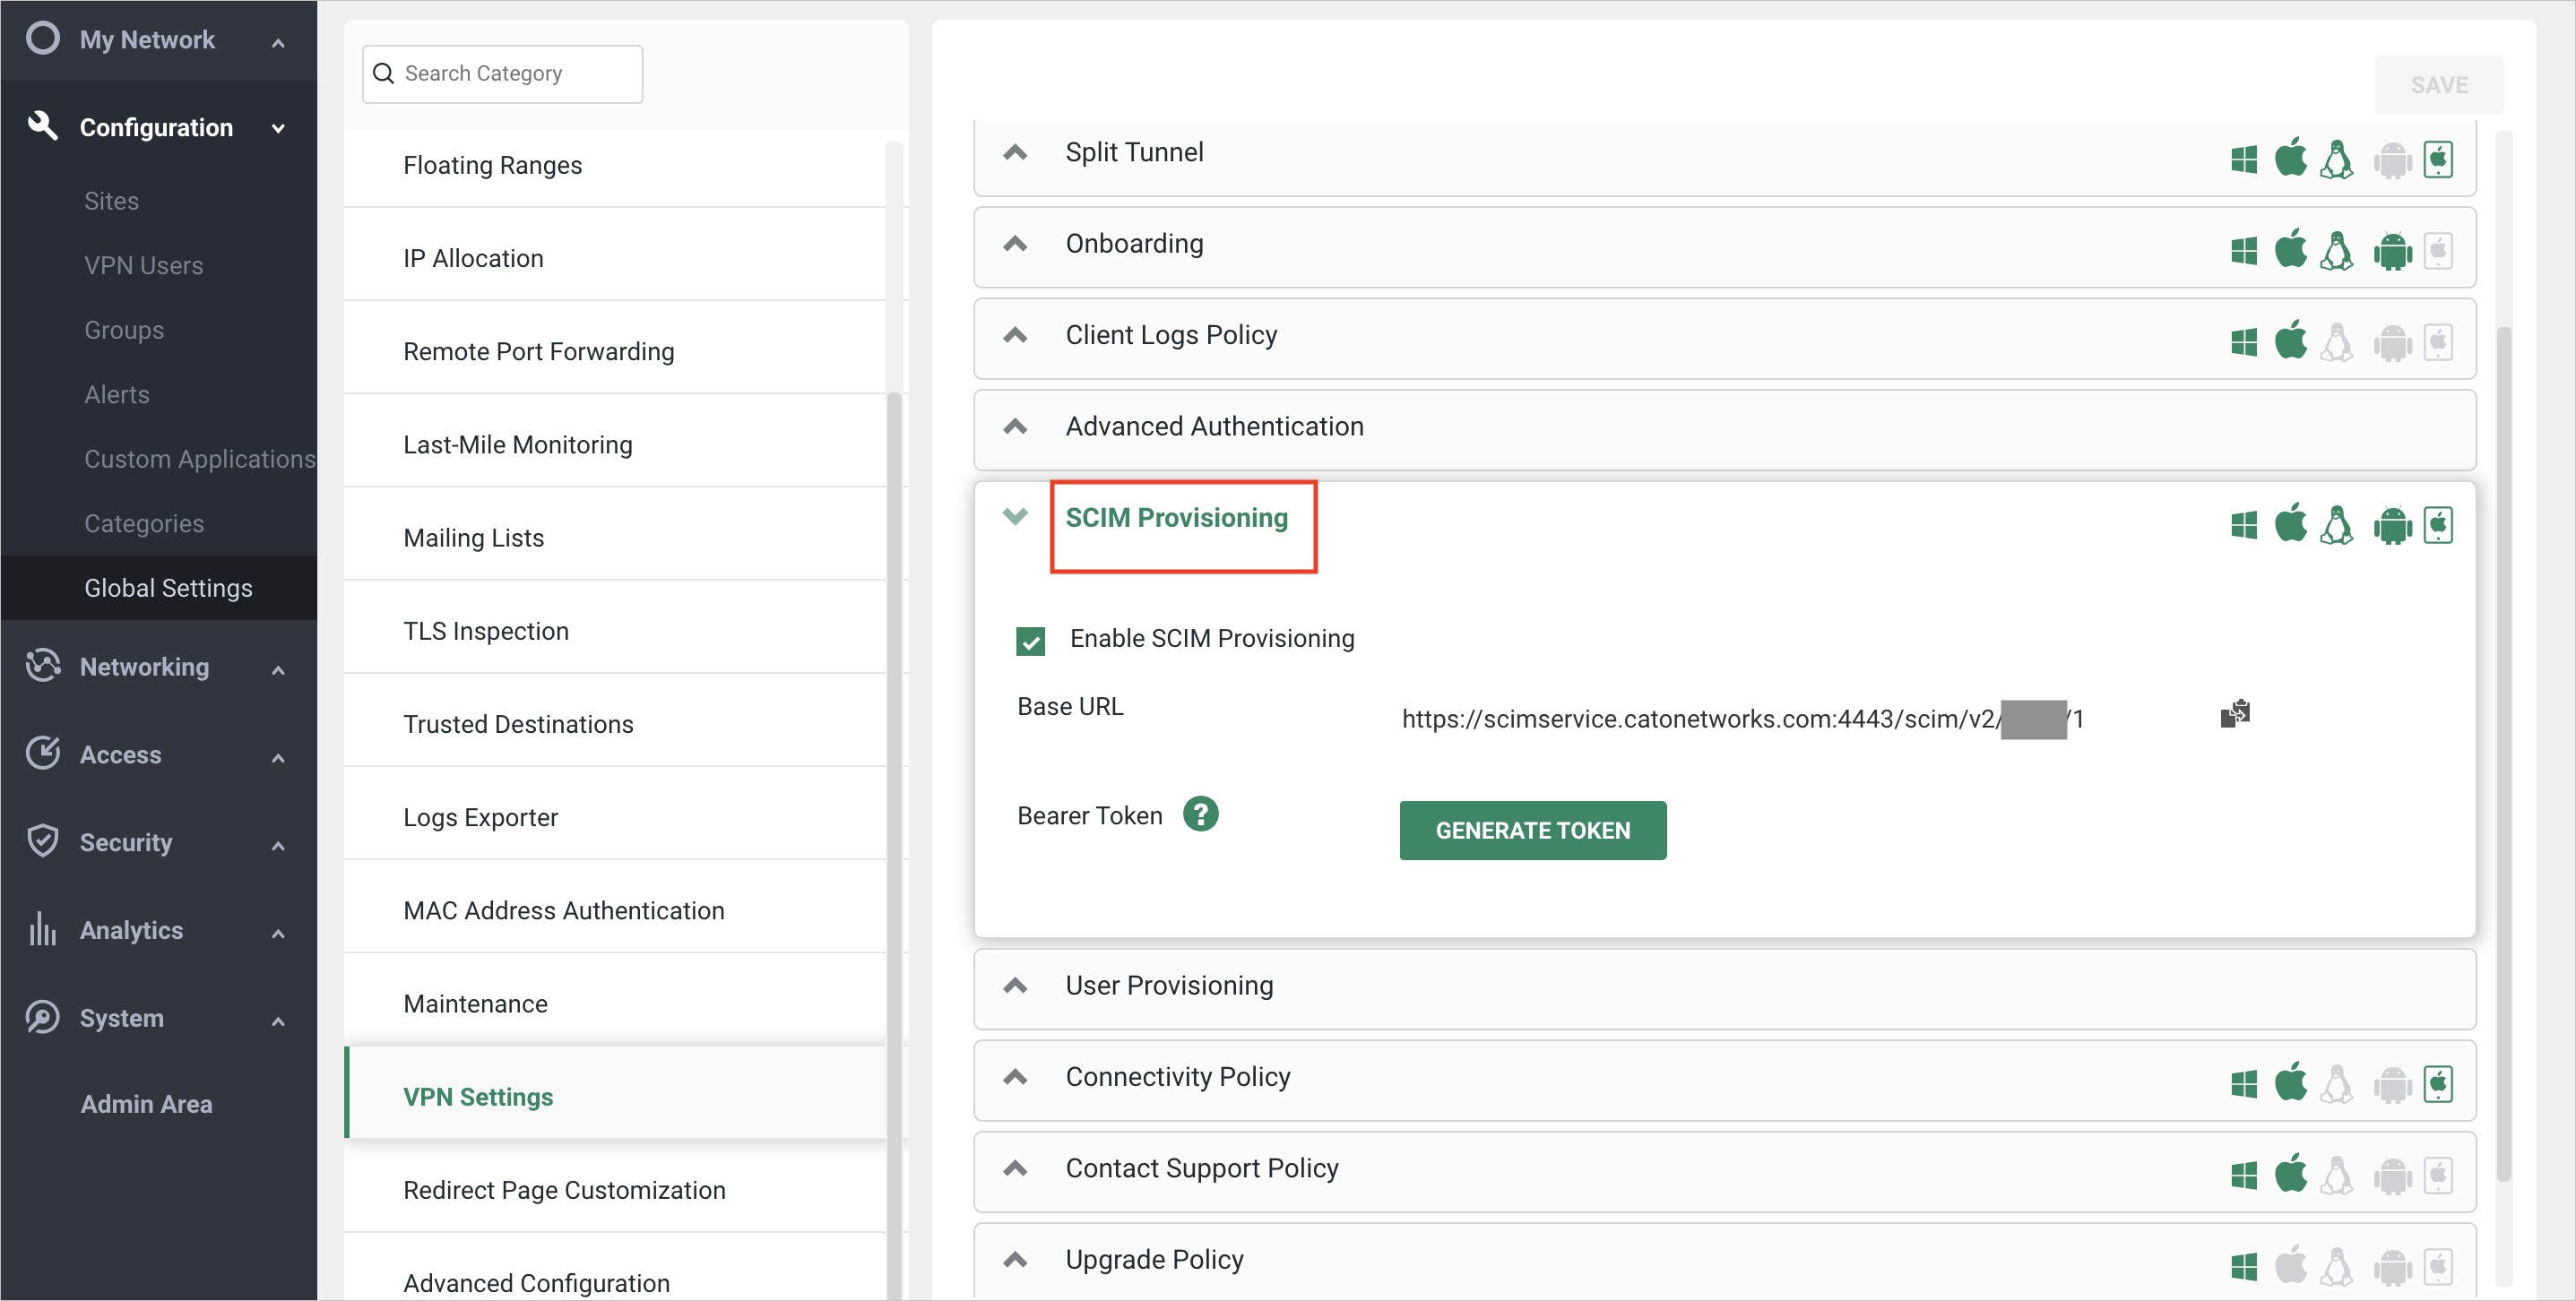 My Network
Configuration
Sites
VPN Users
Groups
Alerts
Custom Applications
Categories
Global Settings
Networking
Access
Security
Analytics
System
Admin Area
Search Category
Floating Ranges
IP Allocation
Remote Port Forwarding
Last-Mile Monitoring
Mailing Lists
TLS Inspection
Trusted Destinations
Logs Exporter
MAC Address Authentication
Maintenance
VPN Settings
Redirect Page Customization
Advanced Configuration
SAVE
Split Tunnel
Onboarding
Client Logs Policy
Advanced Authentication
SCIM Provisioning
Enable SCIM Provisioning
Base URL
https://scimservice.catonetworks.com:4443/scim/v2/ /1
Bearer Token ?
GENERATE TOKEN
User Provisioning
Connectivity Policy
Contact Support Policy
Upgrade Policy